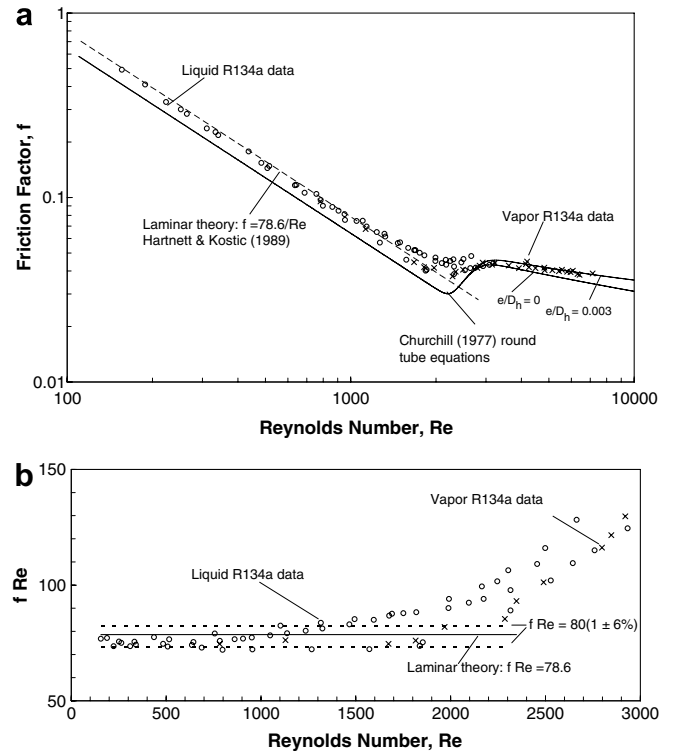 a
1
Liquid R134a data
Friction Factor, f
0.1
Laminar theory: f =78.6/Re
Hartnett & Kostic (1989)
Vapor R134a
data
e/Dh = 0
e/Dh = 0.003
Churchill (1977) round
tube equations
0.01
100
1000
10000
Reynolds Number, Re
b
150
Vapor R134a
data
f Re
100
Liquid R134a data
f Re = 80(1 ± 6%)
Laminar theory: f Re =78.6
50
0
500
1000
1500
2000
2500
3000
Reynolds Number, Re